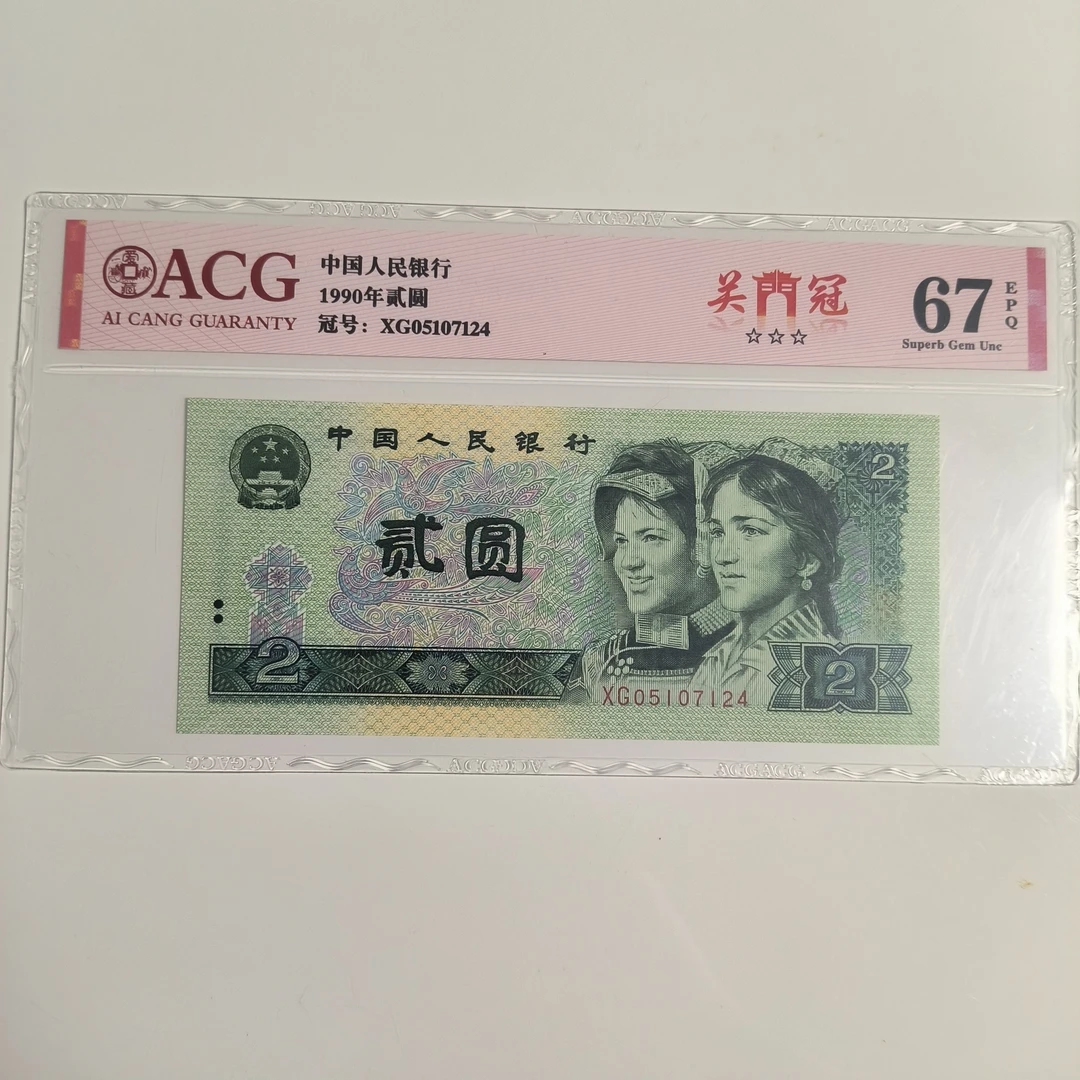 ACG
AI CANG GUARANTY
中国人民银行
1990年贰圆
冠号：XG05107124
关門冠
☆☆☆
67
EPQ
Superb Gem Unc
中国人民银行
贰圆
2
2
XG05107124
2